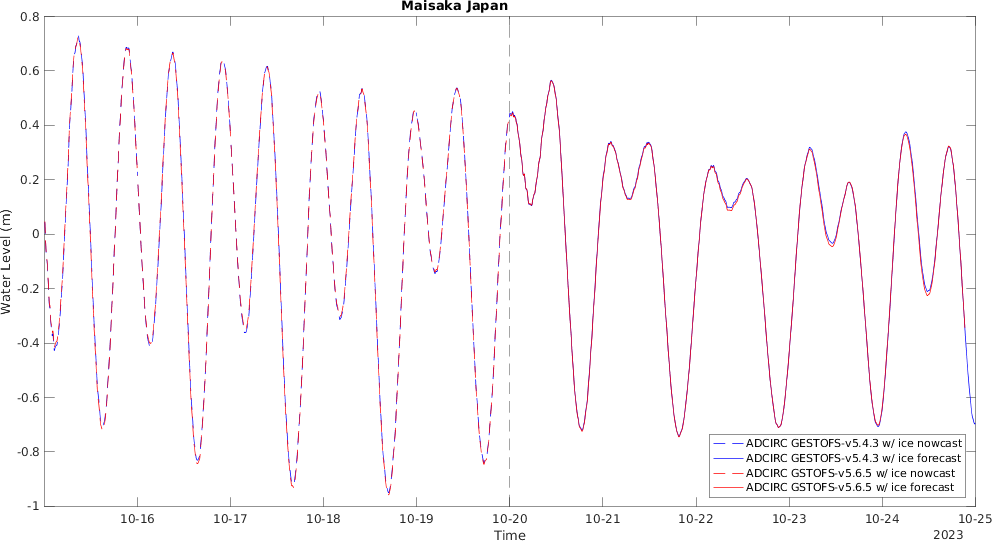 Maisaka Japan
0.8
0.6
0.4
0.2
0
-0.2
-0.4
-0.6
-0.8
-1
Water Level (m)
ADCIRC GESTOFS-v5.4.3 w/ ice nowcast
ADCIRC GESTOFS-v5.4.3 w/ ice forecast
ADCIRC GSTOFS-v5.6.5 w/ ice nowcast
ADCIRC GSTOFS-v5.6.5 w/ ice forecast
10-16 10-17 10-18 10-19 10-20 10-21 10-22 10-23 10-24 10-25
Time
2023